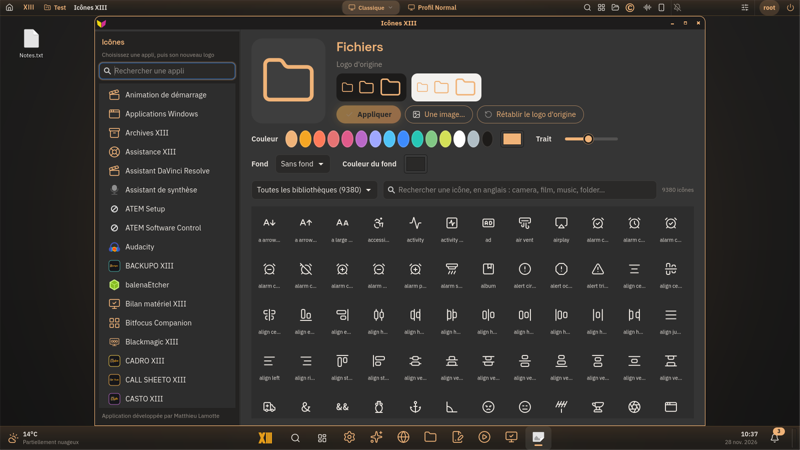 XIII Test Icônes XIII Classique Profil Normal root
Notes.txt
Icônes XIII
Icônes
Choisissez une appli, puis son nouveau logo
Rechercher une appli
Animation de démarrage
Applications Windows
Archives XIII
Assistance XIII
Assistant DaVinci Resolve
Assistant de synthèse
ATEM Setup
ATEM Software Control
Audacity
BACKUPO XIII
balenaEtcher
Bilan matériel XIII
Bitfocus Companion
Blackmagic XIII
CADRO XIII
CALL SHEETO XIII
CASTO XIII
Application développée par Matthieu Lamotte
Fichiers
Logo d'origine
Appliquer Une image... Rétablir le logo d'origine
Couleur Trait
Fond Sans fond Couleur du fond
Toutes les bibliothèques (9380) Rechercher une icône, en anglais : camera, film, music, folder... 9380 icônes
a arrow... a arrow... a large ... accessi... activity activity ... ad air vent airplay alarm c... alarm c... alarm c...
alarm c... alarm c... alarm c... alarm c... alarm p... alarm s... album alert cir... alert oc... alert tri... align ce... align ce...
align ce... align e... align e... align h... align h... align h... align h... align h... align h... align h... align h... align ju...
align left align ri... align st... align st... align ve... align ve... align ve... align ve... align ve... align ve... align ve... align ve...
14°C
Partiellement nuageux
XIII
10:37
28 nov. 2026
3